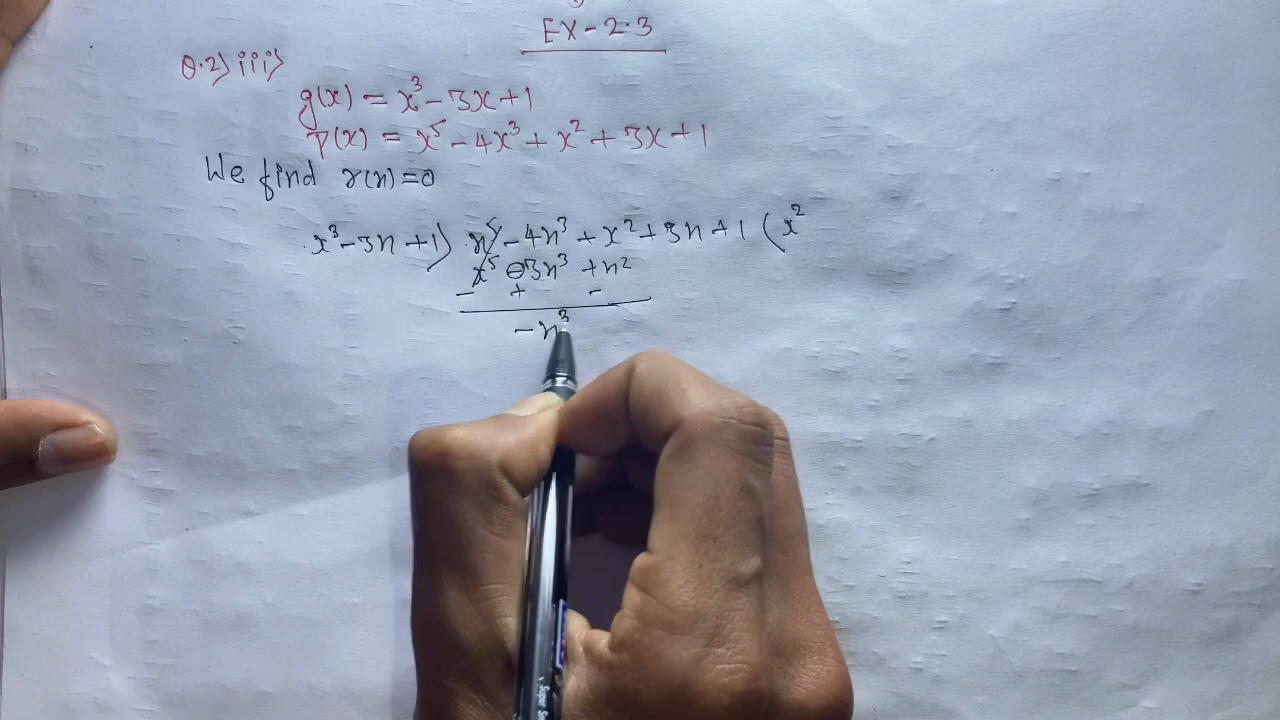 EX-2.3
Q.2) iii)
g(x) = x³ - 3x + 1
p(x) = x⁵ - 4x³ + x² + 3x + 1
We find r(x) = 0
x³ - 3x + 1) x⁵ - 4x³ + x² + 3x + 1 (x²
x⁵ - 3x³ + x²
- + -
- x³
Super